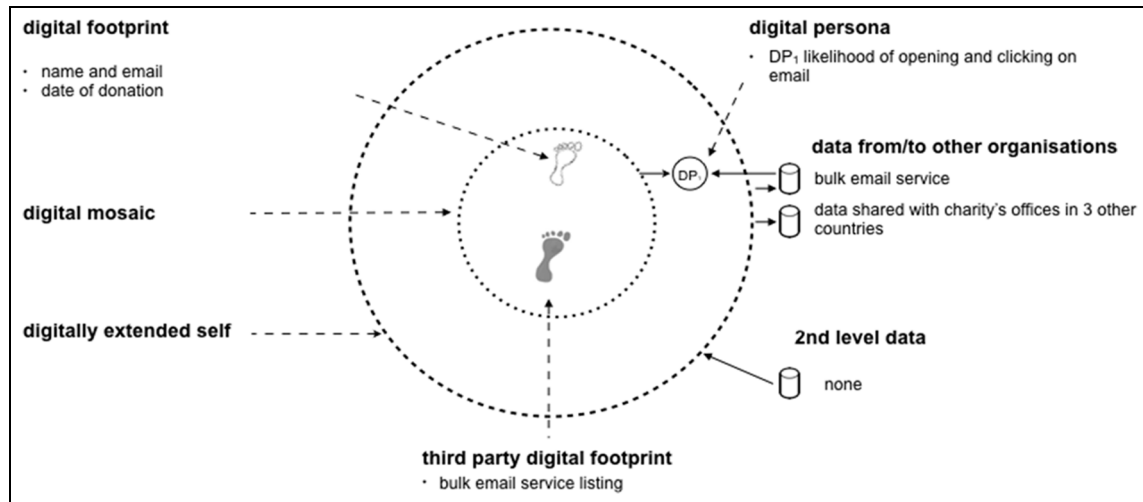 digital footprint
· name and email
· date of donation
digital persona
· DP₁ likelihood of opening and clicking on
email
data from/to other organisations
DP₁
bulk email service
digital mosaic
data shared with charity's offices in 3 other
countries
digitally extended self
2nd level data
none
third party digital footprint
· bulk email service listing